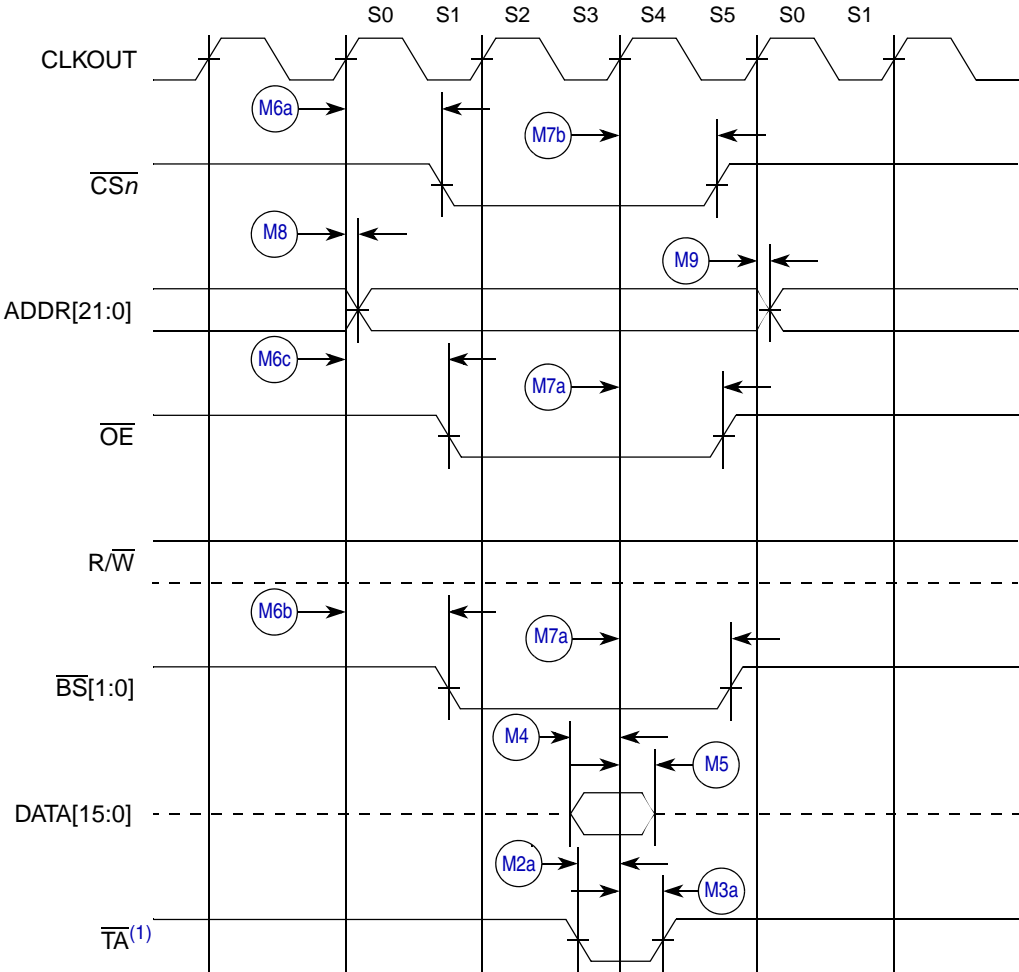 S0 S1 S2 S3 S4 S5 S0 S1
CLKOUT
M6a
M7b
CSn
M8
M9
ADDR[21:0]
M6c
M7a
OE
R/W
M6b
M7a
BS[1:0]
M4
M5
DATA[15:0]
M2a
M3a
TA(1)